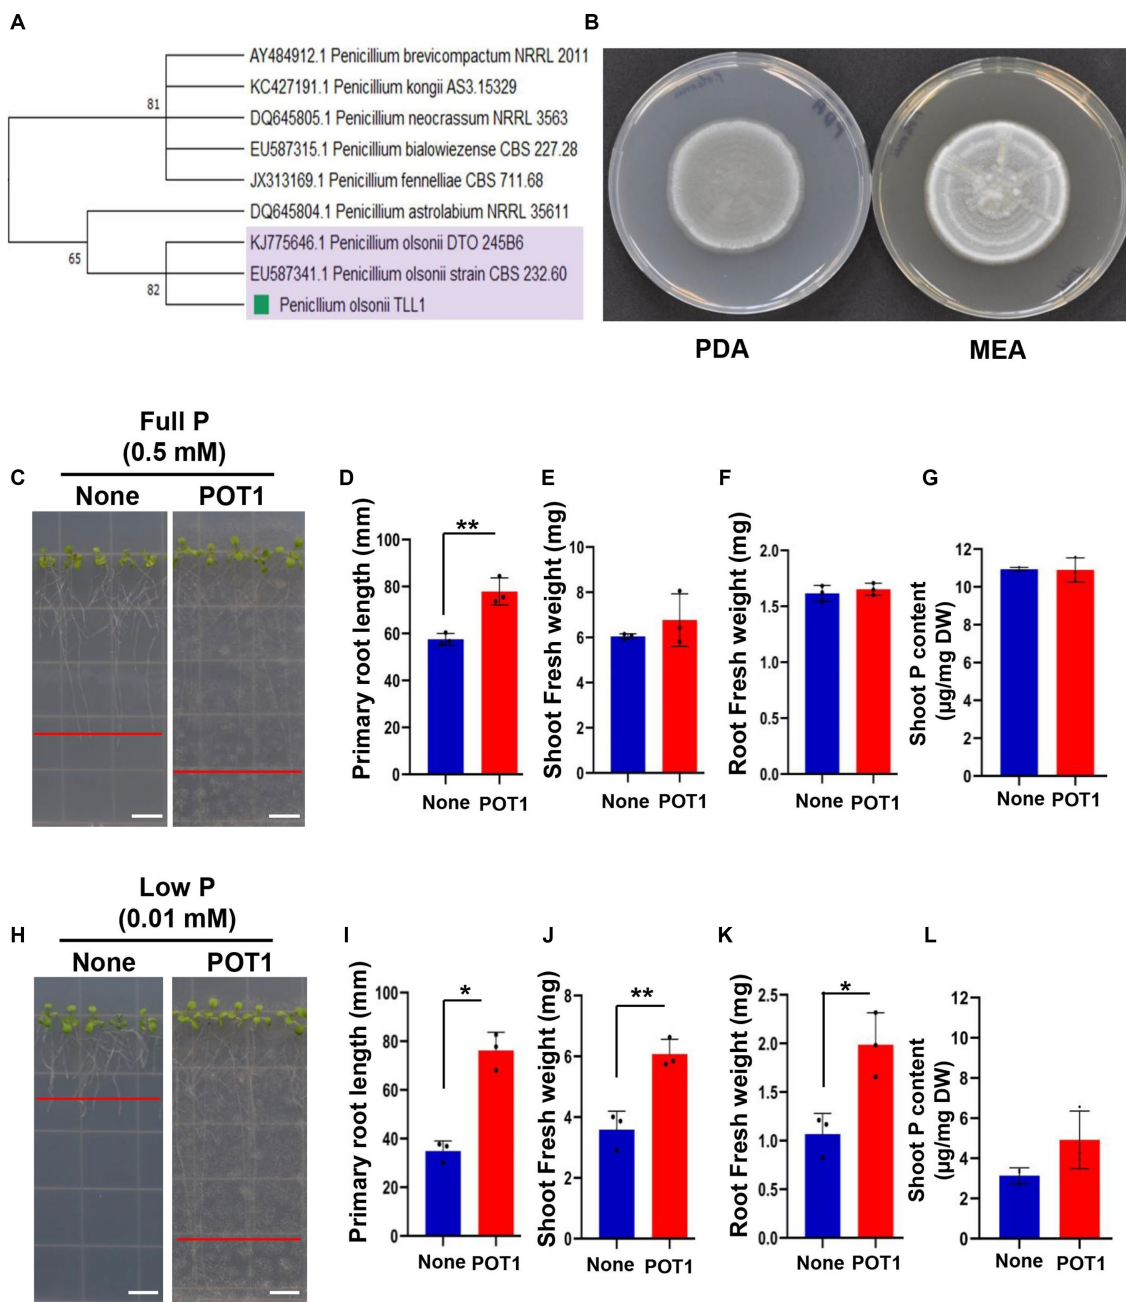 A
AY484912.1 Penicillium brevicompactum NRRL 2011
KC427191.1 Penicillium kongii AS3.15329
81
DQ645805.1 Penicillium neocrassum NRRL 3563
EU587315.1 Penicillium bialowiezense CBS 227.28
JX313169.1 Penicillium fennelliae CBS 711.68
DQ645804.1 Penicillium astrolabium NRRL 35611
65
KJ775646.1 Penicillium olsonii DTO 245B6
EU587341.1 Penicillium olsonii strain CBS 232.60
82
Penicllium olsonii TLL1
B
PDA
PDA
MEA
Full P
(0.5 mM)
C
None
POT1
D
Primary root length (mm)
100
80
60
40
20
0
**
None
POT1
E
Shoot Fresh weight (mg)
10
8
6
4
2
0
None
POT1
F
Root Fresh weight (mg)
2.0
1.5
1.0
0.5
0.0
None
POT1
G
Shoot P content
(µg/mg DW)
12
10
8
6
4
2
0
None
POT1
Low P
(0.01 mM)
H
None
POT1
I
Primary root length (mm)
100
80
60
40
20
0
*
None
POT1
J
Shoot Fresh weight (mg)
8
6
4
2
0
**
None
POT1
K
Root Fresh weight (mg)
2.5
2.0
1.5
1.0
0.5
0.0
*
None
POT1
L
Shoot P content
(µg/mg DW)
12
10
8
6
4
2
0
None
POT1